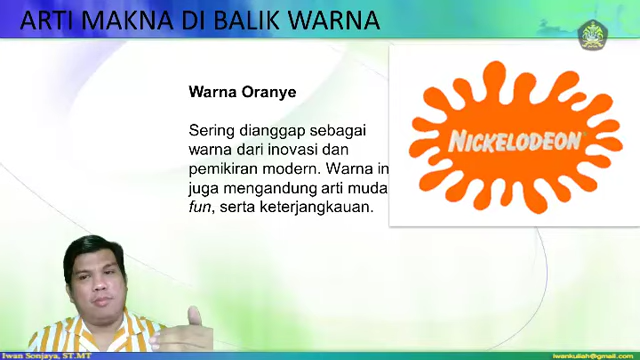 ARTI MAKNA DI BALIK WARNA
Warna Oranye
Sering dianggap sebagai
warna dari inovasi dan
pemikiran modern. Warna in
juga mengandung arti muda
fun, serta keterjangkauan.
NICKELODEON
Iwan Sonjaya, ST.MT
iwankuliah@gmail.com